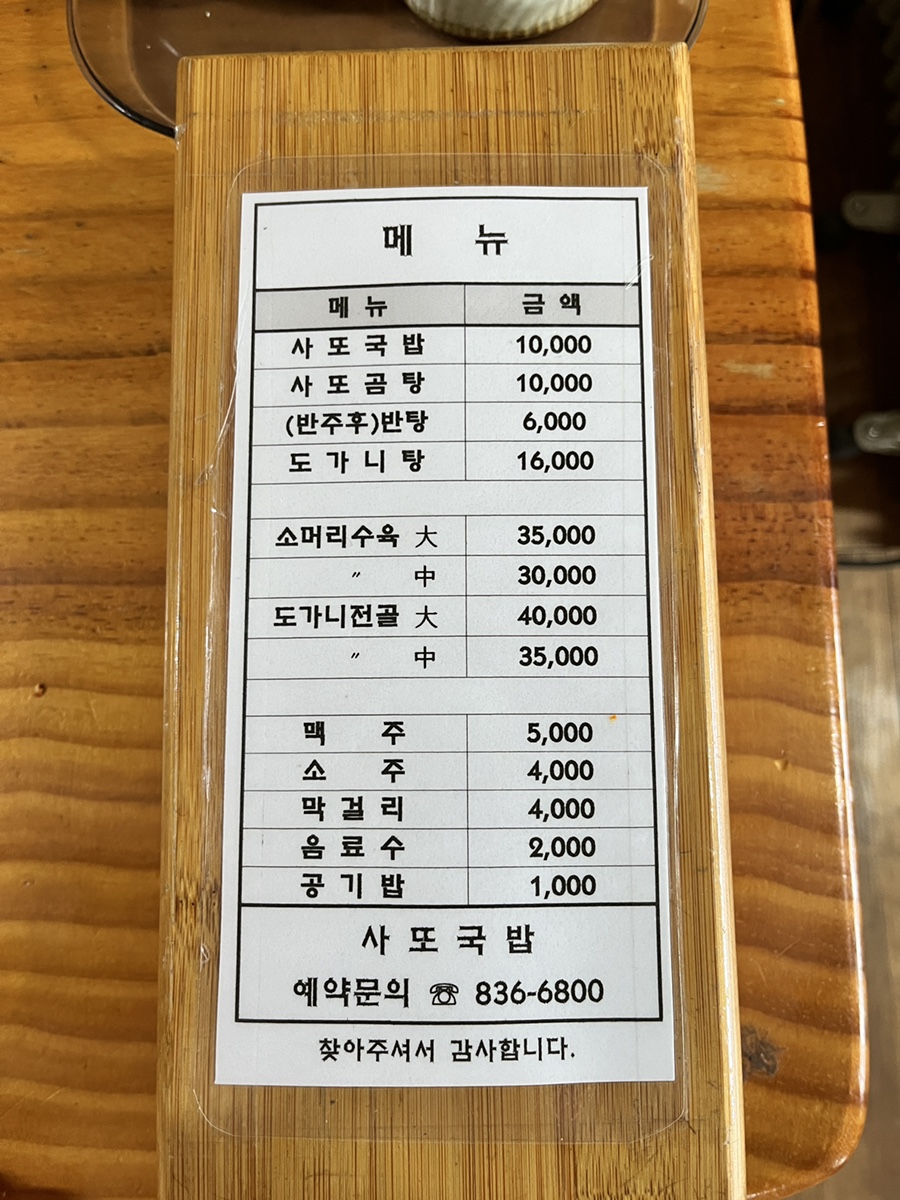 메 뉴
메 뉴 금 액
사 또 국 밥 10,000
사 또 곰 탕 10,000
(반주후)반탕 6,000
도 가 니 탕 16,000
소머리수육 大 35,000
〃 中 30,000
도가니전골 大 40,000
〃 中 35,000
맥 주 5,000
소 주 4,000
막 걸 리 4,000
음 료 수 2,000
공 기 밥 1,000
사 또 국 밥
예약문의 ☏ 836-6800
찾아주셔서 감사합니다.